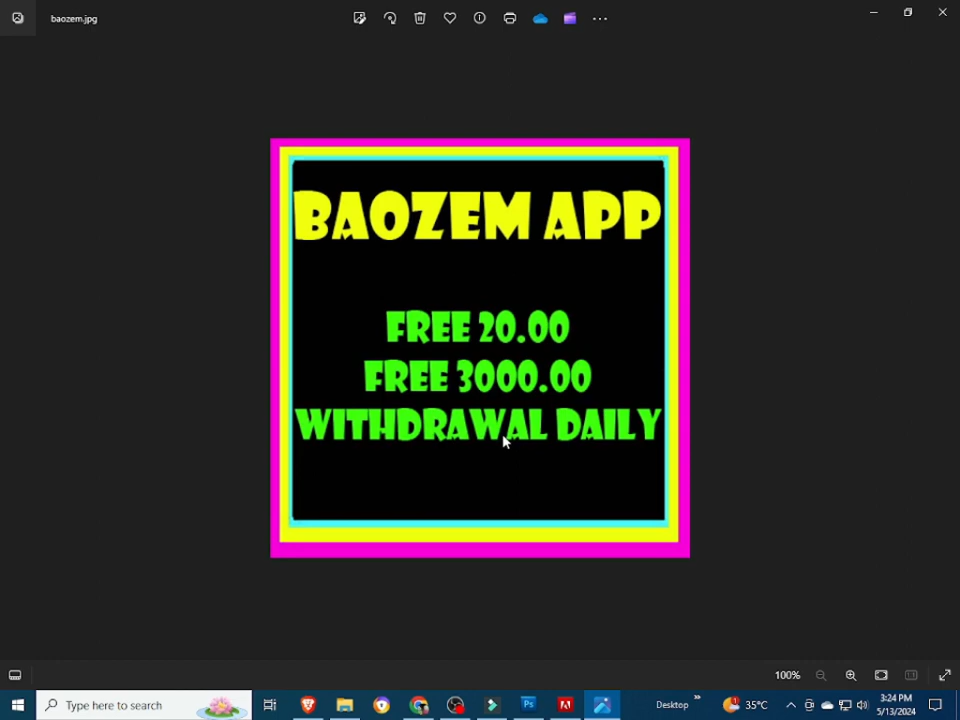 baozem.jpg
BAOZEM APP
FREE 20.00
FREE 3000.00
WITHDRAWAL DAILY
100%
Type here to search
Desktop
35°C
3:24 PM
5/13/2024